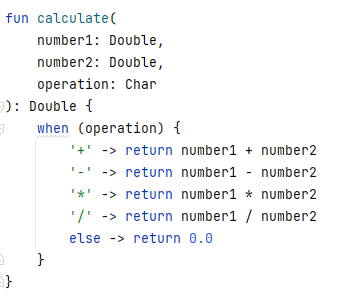 fun calculate(
    number1: Double,
    number2: Double,
    operation: Char
): Double {
    when (operation) {
        '+' -> return number1 + number2
        '-' -> return number1 - number2
        '*' -> return number1 * number2
        '/' -> return number1 / number2
        else -> return 0.0
    }
}